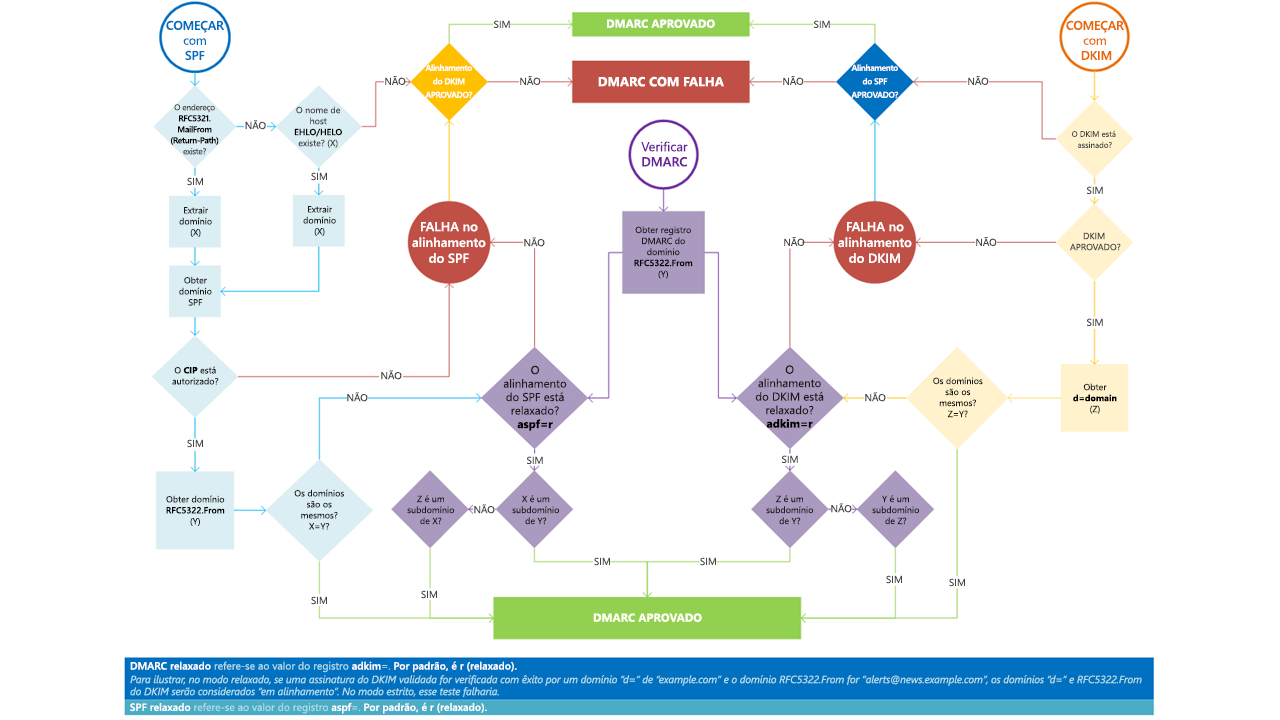 COMEÇAR
com
SPF
O endereço
RFC5321.
MailFrom
(Return-Path)
existe?
NÃO
O nome de
host
EHLO/HELO
existe? (X)
NÃO
SIM
SIM
Extrair
domínio
(X)
Extrair
domínio
(X)
Obter
domínio
SPF
O CIP está
autorizado?
NÃO
SIM
Obter domínio
RFC5322.From
(Y)
Os domínios
são os
mesmos?
X=Y?
NÃO
SIM
Alinhamento
do DKIM
APROVADO?
SIM
NÃO
DMARC APROVADO
DMARC COM FALHA
SIM
NÃO
Alinhamento
do SPF
APROVADO?
NÃO
COMEÇAR
com
DKIM
O DKIM está
assinado?
SIM
DKIM
APROVADO?
NÃO
SIM
Obter
d=domain
(Z)
Os domínios
são os
mesmos?
Z=Y?
NÃO
SIM
Verificar
DMARC
Obter registro
DMARC do
domínio
RFC5322.From
(Y)
FALHA no
alinhamento
do SPF
NÃO
FALHA no
alinhamento
do DKIM
NÃO
O
alinhamento
do SPF está
relaxado?
aspf=r
SIM
O
alinhamento
do DKIM está
relaxado?
adkim=r
SIM
Z é um
subdomínio
de X?
NÃO
X é um
subdomínio
de Y?
Z é um
subdomínio
de Y?
NÃO
Y é um
subdomínio
de Z?
SIM
SIM
SIM
SIM
DMARC APROVADO
DMARC relaxado refere-se ao valor do registro adkim=. Por padrão, é r (relaxado).
Para ilustrar, no modo relaxado, se uma assinatura do DKIM validada for verificada com êxito por um domínio "d=" de "example.com" e o domínio RFC5322.From for "alerts@news.example.com", os domínios "d=" e RFC5322.From
do DKIM serão considerados "em alinhamento". No modo estrito, esse teste falharia.
SPF relaxado refere-se ao valor do registro aspf=. Por padrão, é r (relaxado).